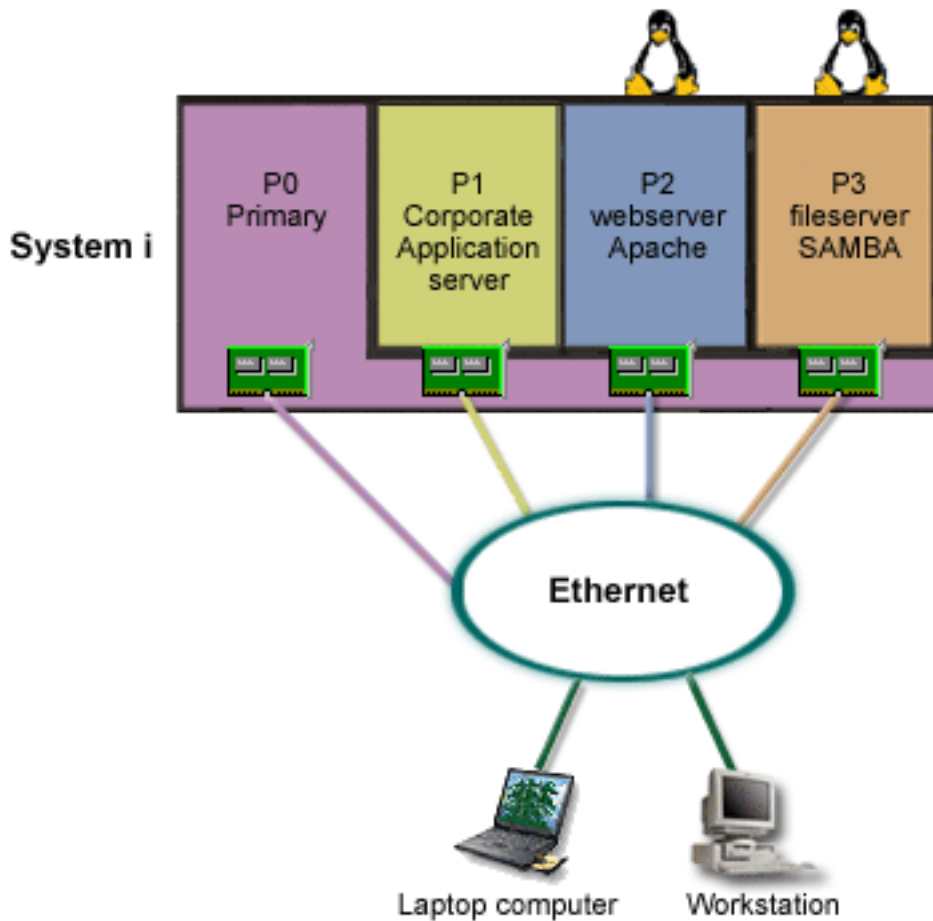 System i
P0
Primary
P1
Corporate
Application
server
P2
webserver
Apache
P3
fileserver
SAMBA
Ethernet
Laptop computer
Workstation